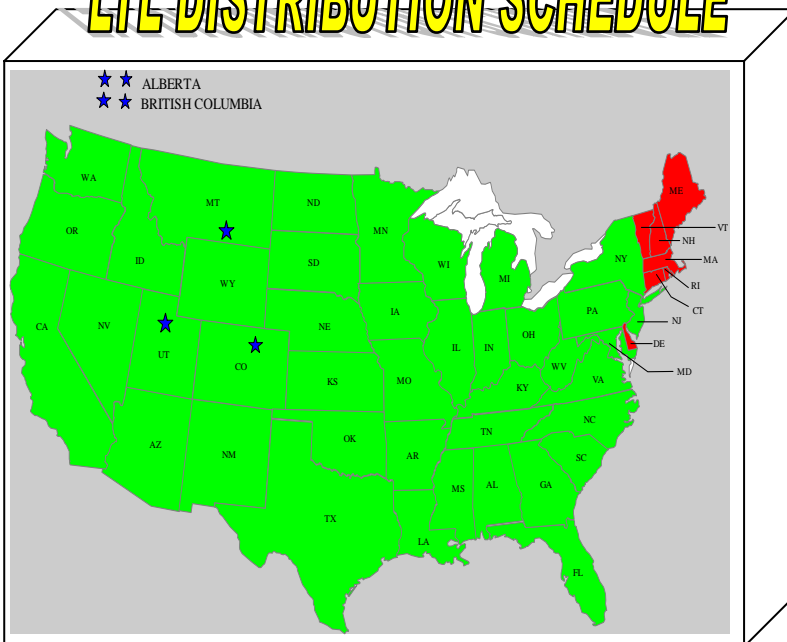 LTL DISTRIBUTION SCHEDULE
ALBERTA
BRITISH COLUMBIA
WA
MT
ND
MN
ME
OR
ID
WY
SD
WI
MI
NY
VT
NH
MA
RI
CT
CA
NV
UT
CO
NE
IA
IL
IN
OH
PA
NJ
DE
MD
KS
MO
KY
WV
VA
AZ
NM
OK
AR
TN
NC
SC
TX
LA
MS
AL
GA
FL